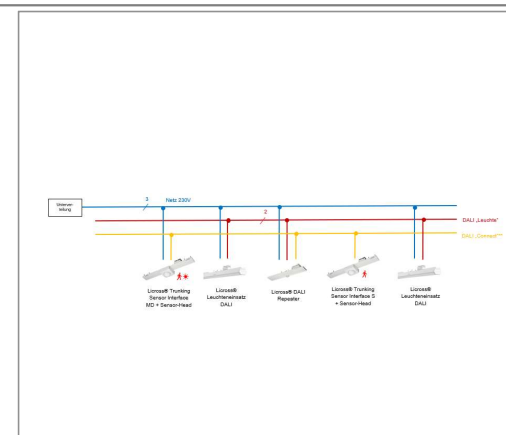 Unterver-
teilung
3
Netz 230V
2
DALI „Leuchte“
DALI „Connect“***
Licross® Trunking
Sensor Interface
MD + Sensor-Head
Licross®
Leuchteneinsatz
DALI
Licross® DALI
Repeater
Licross® Trunking
Sensor Interface S
+ Sensor-Head
Licross®
Leuchteneinsatz
DALI